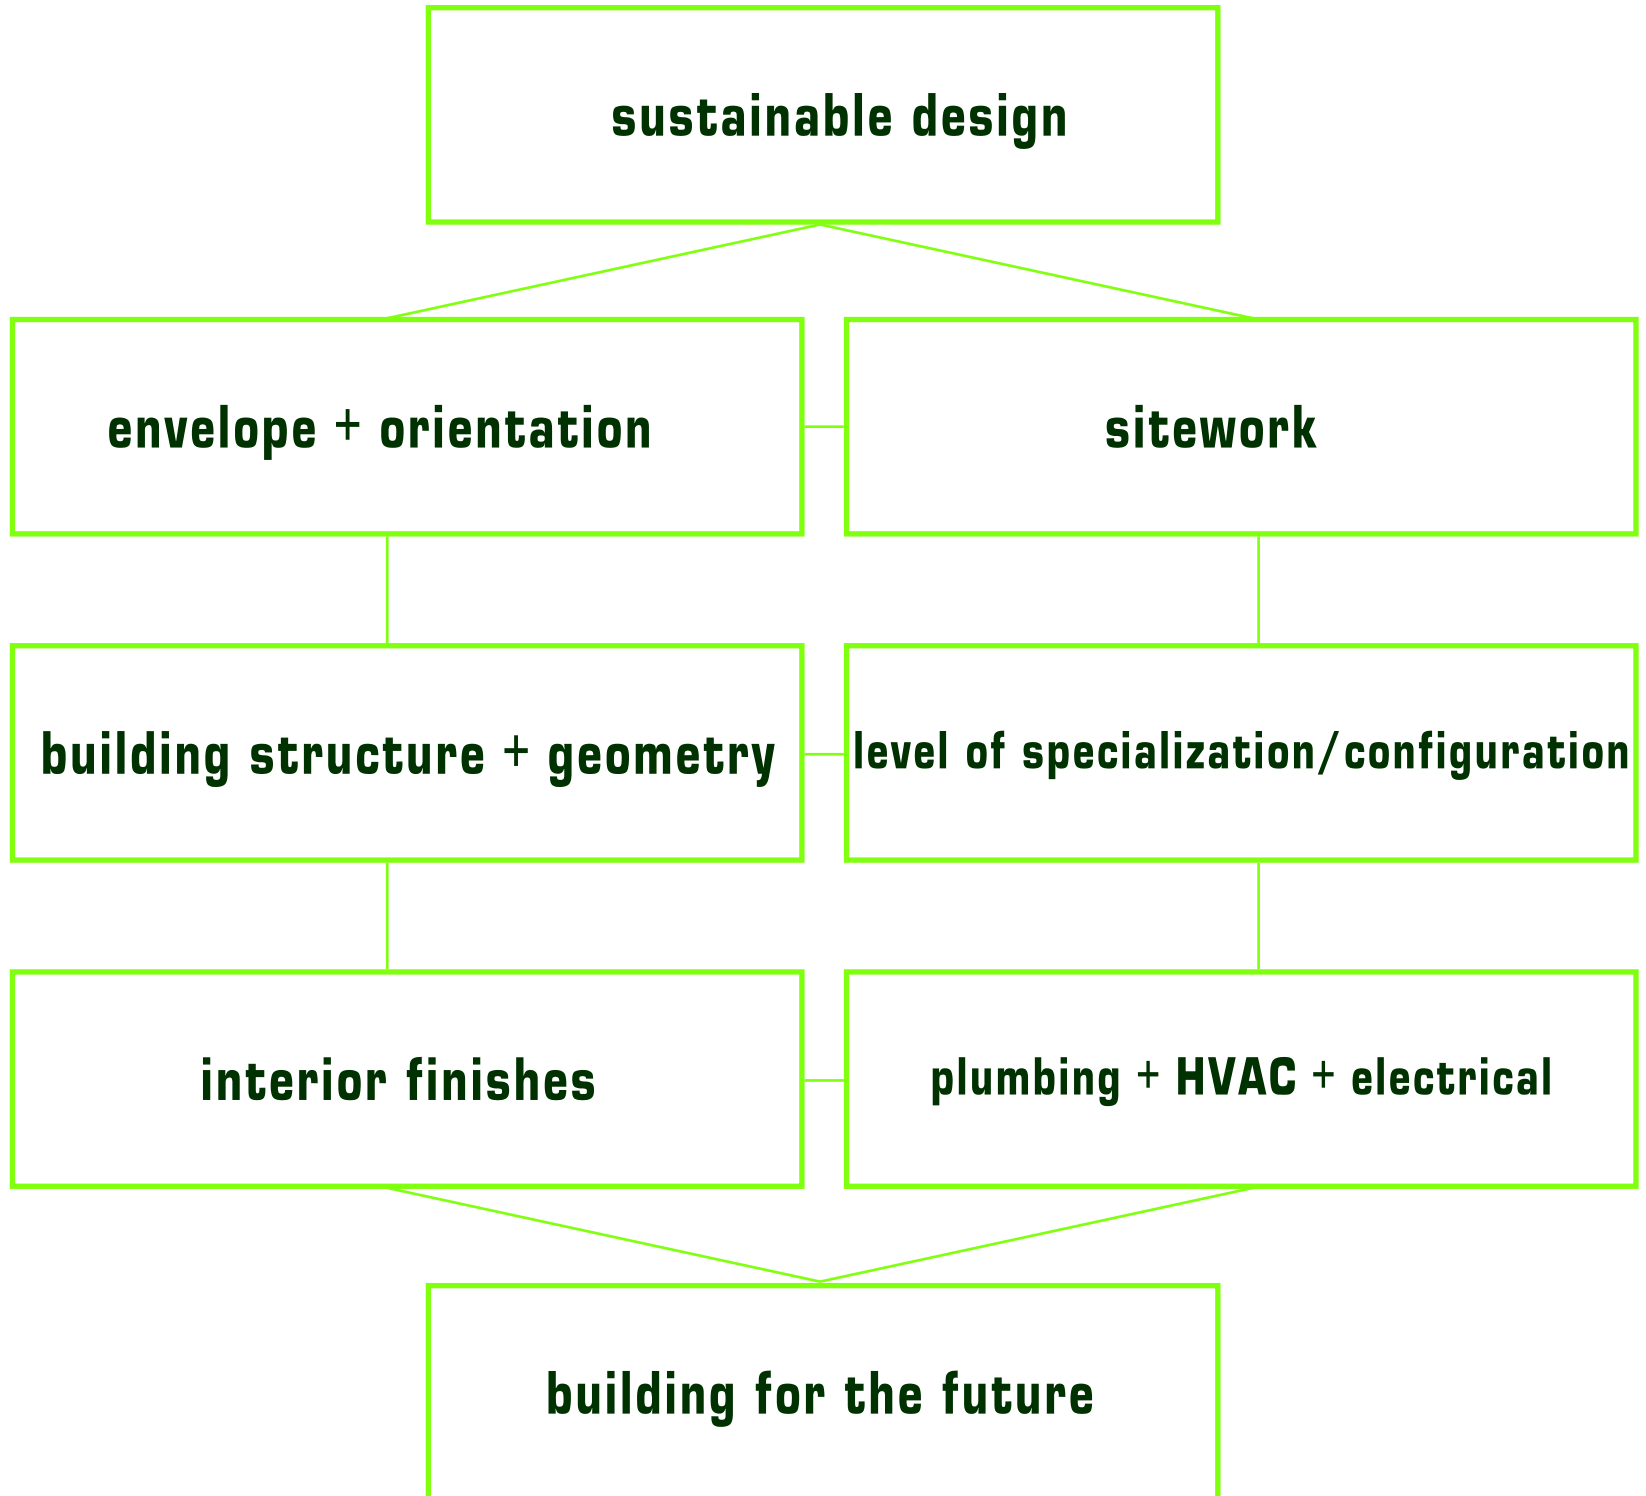 sustainable design
envelope + orientation
sitework
building structure + geometry
level of specialization/configuration
interior finishes
plumbing + HVAC + electrical
building for the future